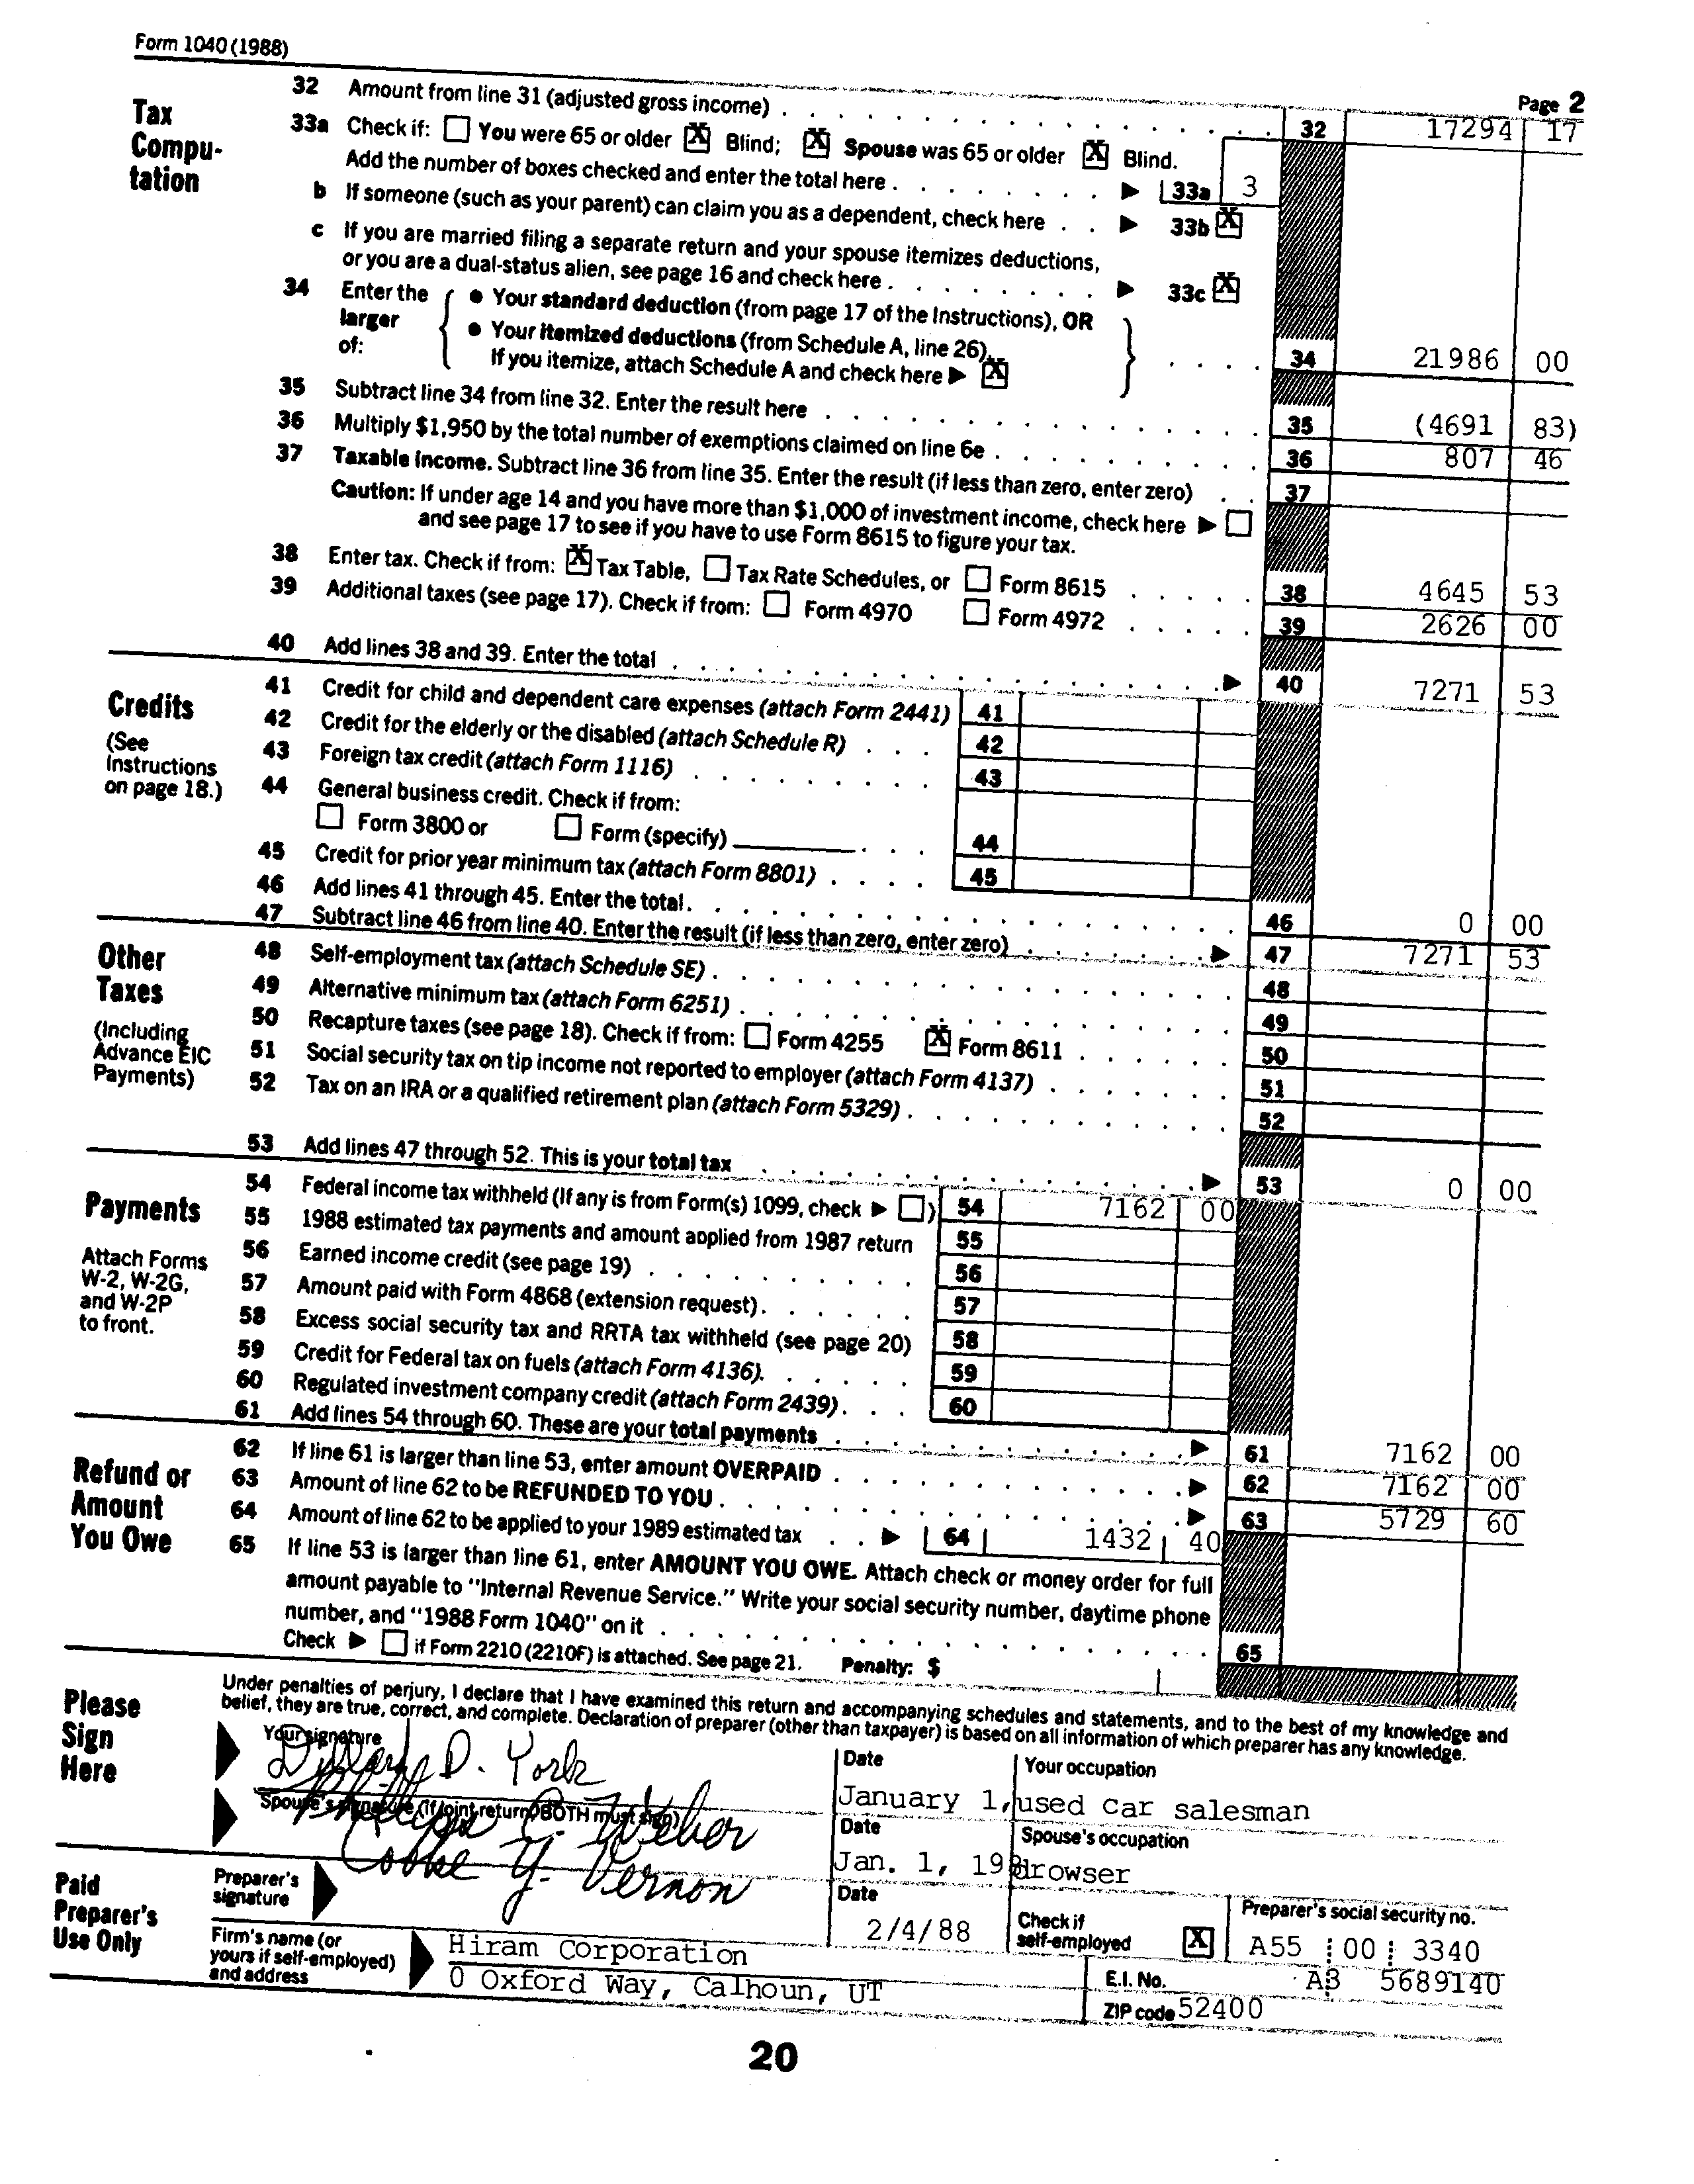 Form 1040 (1988)
Page 2
Tax Computation
32 Amount from line 31 (adjusted gross income) 32 17294 17
33a Check if: You were 65 or older X Blind; X Spouse was 65 or older X Blind.
Add the number of boxes checked and enter the total here 33a 3
b If someone (such as your parent) can claim you as a dependent, check here 33b X
c If you are married filing a separate return and your spouse itemizes deductions,
or you are a dual-status alien, see page 16 and check here 33c X
34 Enter the larger of: • Your standard deduction (from page 17 of the Instructions), OR
• Your itemized deductions (from Schedule A, line 26).
If you itemize, attach Schedule A and check here X 34 21986 00
35 Subtract line 34 from line 32. Enter the result here 35 (4691 83)
36 Multiply $1,950 by the total number of exemptions claimed on line 6e 36 807 46
37 Taxable income. Subtract line 36 from line 35. Enter the result (if less than zero, enter zero) 37
Caution: If under age 14 and you have more than $1,000 of investment income, check here
and see page 17 to see if you have to use Form 8615 to figure your tax.
38 Enter tax. Check if from: X Tax Table, Tax Rate Schedules, or Form 8615 38 4645 53
39 Additional taxes (see page 17). Check if from: Form 4970 Form 4972 39 2626 00
40 Add lines 38 and 39. Enter the total 40 7271 53
Credits
(See Instructions on page 18.)
41 Credit for child and dependent care expenses (attach Form 2441) 41
42 Credit for the elderly or the disabled (attach Schedule R) 42
43 Foreign tax credit (attach Form 1116) 43
44 General business credit. Check if from:
Form 3800 or Form (specify) 44
45 Credit for prior year minimum tax (attach Form 8801) 45
46 Add lines 41 through 45. Enter the total. 46 0 00
47 Subtract line 46 from line 40. Enter the result (if less than zero, enter zero) 47 7271 53
Other Taxes
(Including Advance EIC Payments)
48 Self-employment tax (attach Schedule SE) 48
49 Alternative minimum tax (attach Form 6251) 49
50 Recapture taxes (see page 18). Check if from: Form 4255 X Form 8611 50
51 Social security tax on tip income not reported to employer (attach Form 4137) 51
52 Tax on an IRA or a qualified retirement plan (attach Form 5329) 52
53 Add lines 47 through 52. This is your total tax 53 0 00
Payments
Attach Forms W-2, W-2G, and W-2P to front.
54 Federal income tax withheld (If any is from Form(s) 1099, check ) 54 7162 00
55 1988 estimated tax payments and amount applied from 1987 return 55
56 Earned income credit (see page 19) 56
57 Amount paid with Form 4868 (extension request) 57
58 Excess social security tax and RRTA tax withheld (see page 20) 58
59 Credit for Federal tax on fuels (attach Form 4136). 59
60 Regulated investment company credit (attach Form 2439) 60
61 Add lines 54 through 60. These are your total payments 61 7162 00
Refund or Amount You Owe
62 If line 61 is larger than line 53, enter amount OVERPAID 62 7162 00
63 Amount of line 62 to be REFUNDED TO YOU 63 5729 60
64 Amount of line 62 to be applied to your 1989 estimated tax 64 1432 40
65 If line 53 is larger than line 61, enter AMOUNT YOU OWE. Attach check or money order for full
amount payable to "Internal Revenue Service." Write your social security number, daytime phone
number, and "1988 Form 1040" on it 65
Check if Form 2210 (2210F) is attached. See page 21. Penalty: $
Please Sign Here
Under penalties of perjury, I declare that I have examined this return and accompanying schedules and statements, and to the best of my knowledge and
belief, they are true, correct, and complete. Declaration of preparer (other than taxpayer) is based on all information of which preparer has any knowledge.
Your signature D. York
Date January 1,
Your occupation used car salesman
Spouse's signature (if joint return, BOTH must sign) Weber
Date Jan. 1, 19
Spouse's occupation drowser
Paid Preparer's Use Only
Preparer's signature Cooke Y. Vernon
Date 2/4/88
Check if self-employed X
Preparer's social security no. A55 00 3340
Firm's name (or yours if self-employed) and address
Hiram Corporation
0 Oxford Way, Calhoun, UT
E.I. No. AB 5689140
ZIP code 52400
20